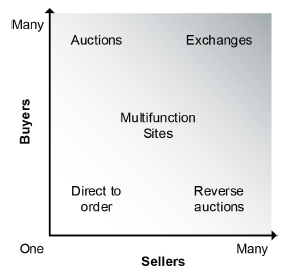 Many
Auctions
Exchanges
Buyers
Multifunction
Sites
Direct to
order
Reverse
auctions
One
Many
Sellers